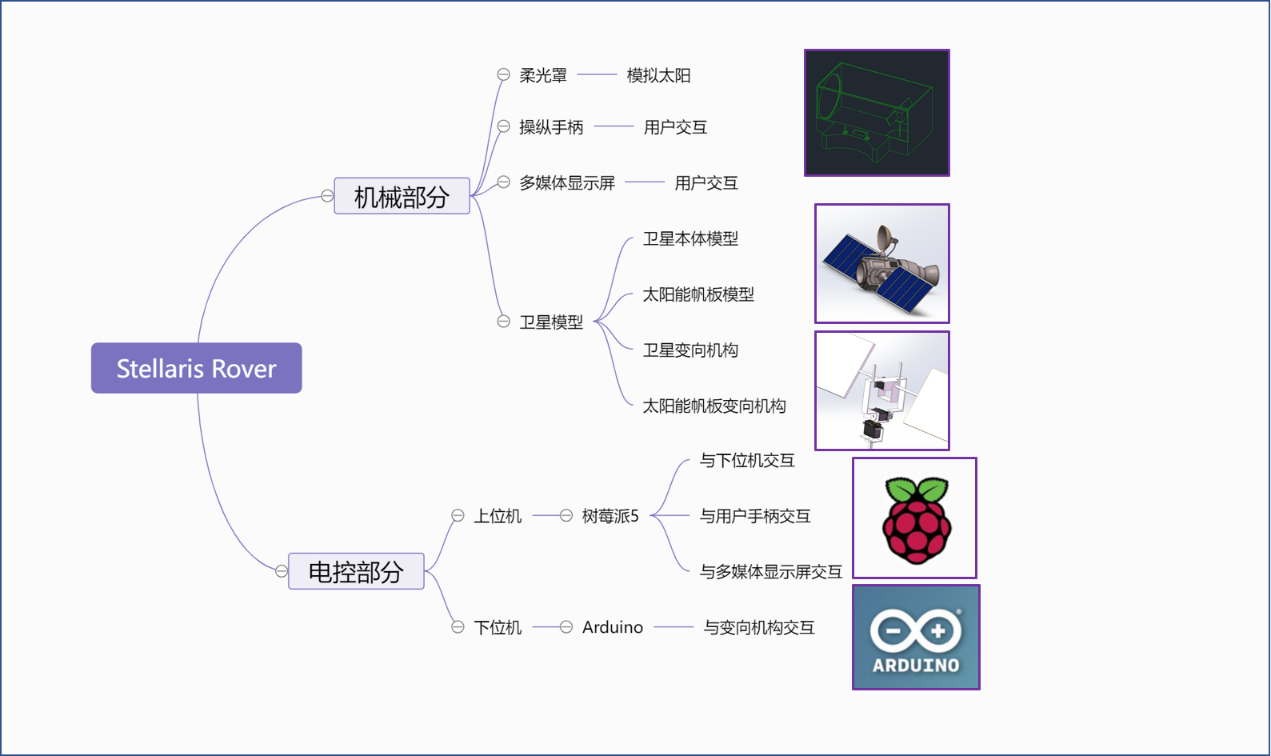 Stellaris Rover
机械部分
柔光罩
模拟太阳
操纵手柄
用户交互
多媒体显示屏
用户交互
卫星模型
卫星本体模型
太阳能帆板模型
卫星变向机构
太阳能帆板变向机构
电控部分
上位机
树莓派5
与下位机交互
与用户手柄交互
与多媒体显示屏交互
下位机
Arduino
与变向机构交互
ARDUINO